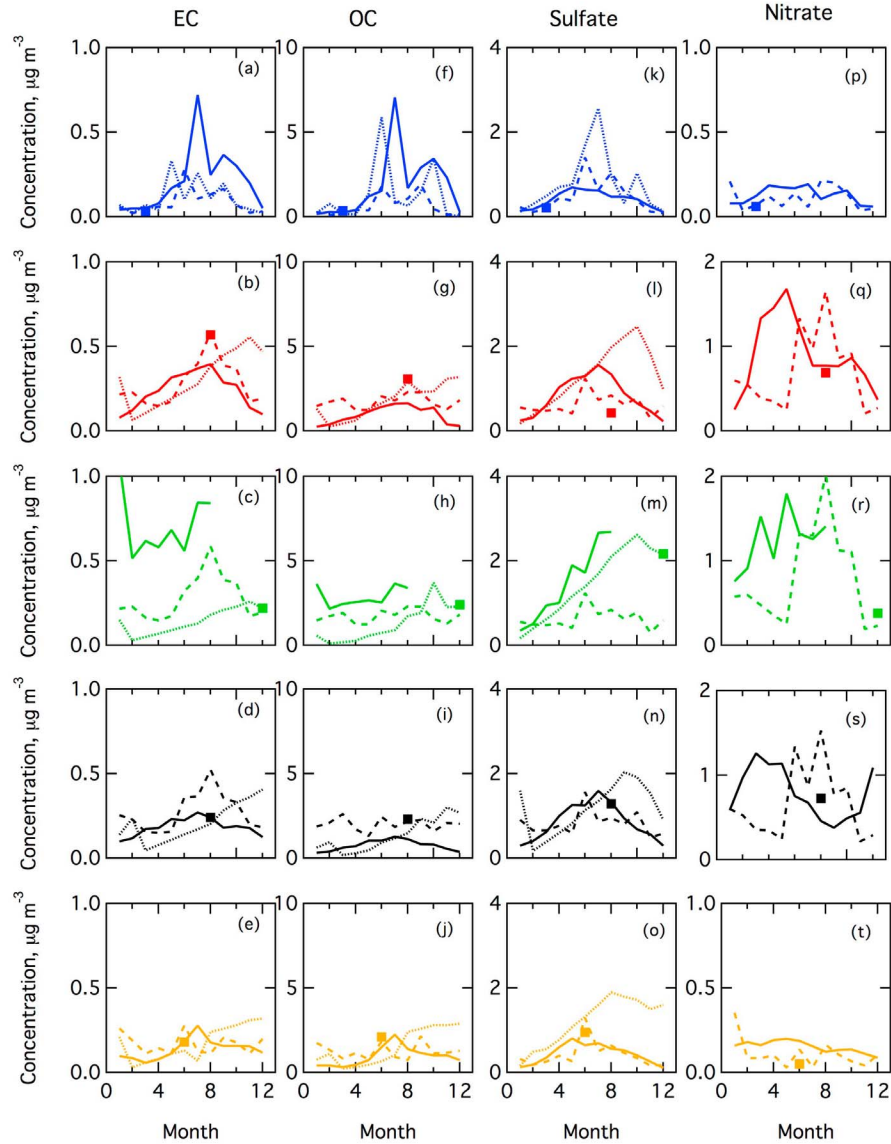 EC OC Sulfate Nitrate
Concentration, µg m⁻³
1.0 10 4 1.0
(a) (f) (k) (p)
0.5 5 2 0.5
0.0 0 0 0.0
Concentration, µg m⁻³
1.0 10 4 2
(b) (g) (l) (q)
0.5 5 2 1
0.0 0 0 0
Concentration, µg m⁻³
1.0 10 4 2
(c) (h) (m) (r)
0.5 5 2 1
0.0 0 0 0
Concentration, µg m⁻³
1.0 10 4 2
(d) (i) (n) (s)
0.5 5 2 1
0.0 0 0 0
Concentration, µg m⁻³
1.0 10 4 1.0
(e) (j) (o) (t)
0.5 5 2 0.5
0.0 0 0 0.0
0 4 8 12 0 4 8 12 0 4 8 12 0 4 8 12
Month Month Month Month